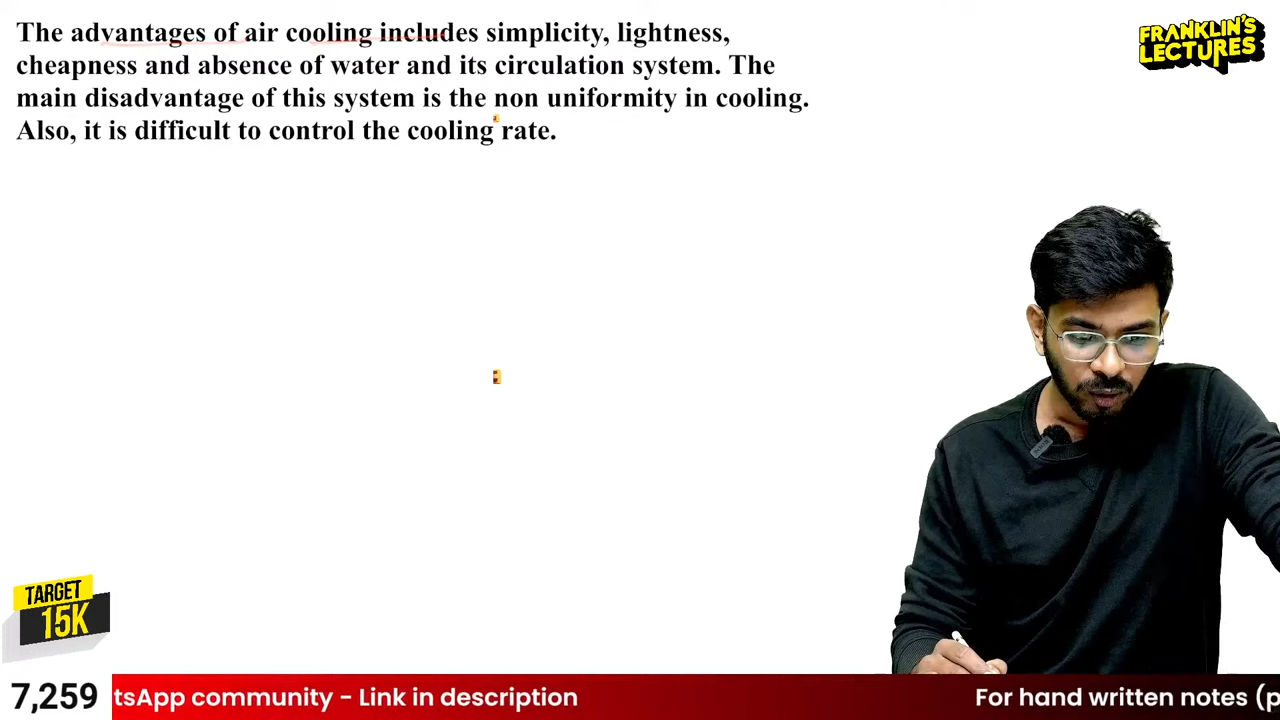 The advantages of air cooling includes simplicity, lightness,
cheapness and absence of water and its circulation system. The
main disadvantage of this system is the non uniformity in cooling.
Also, it is difficult to control the cooling rate.
FRANKLIN'S
LECTURES
TARGET
15K
7,259
tsApp community - Link in description
For hand written notes (p